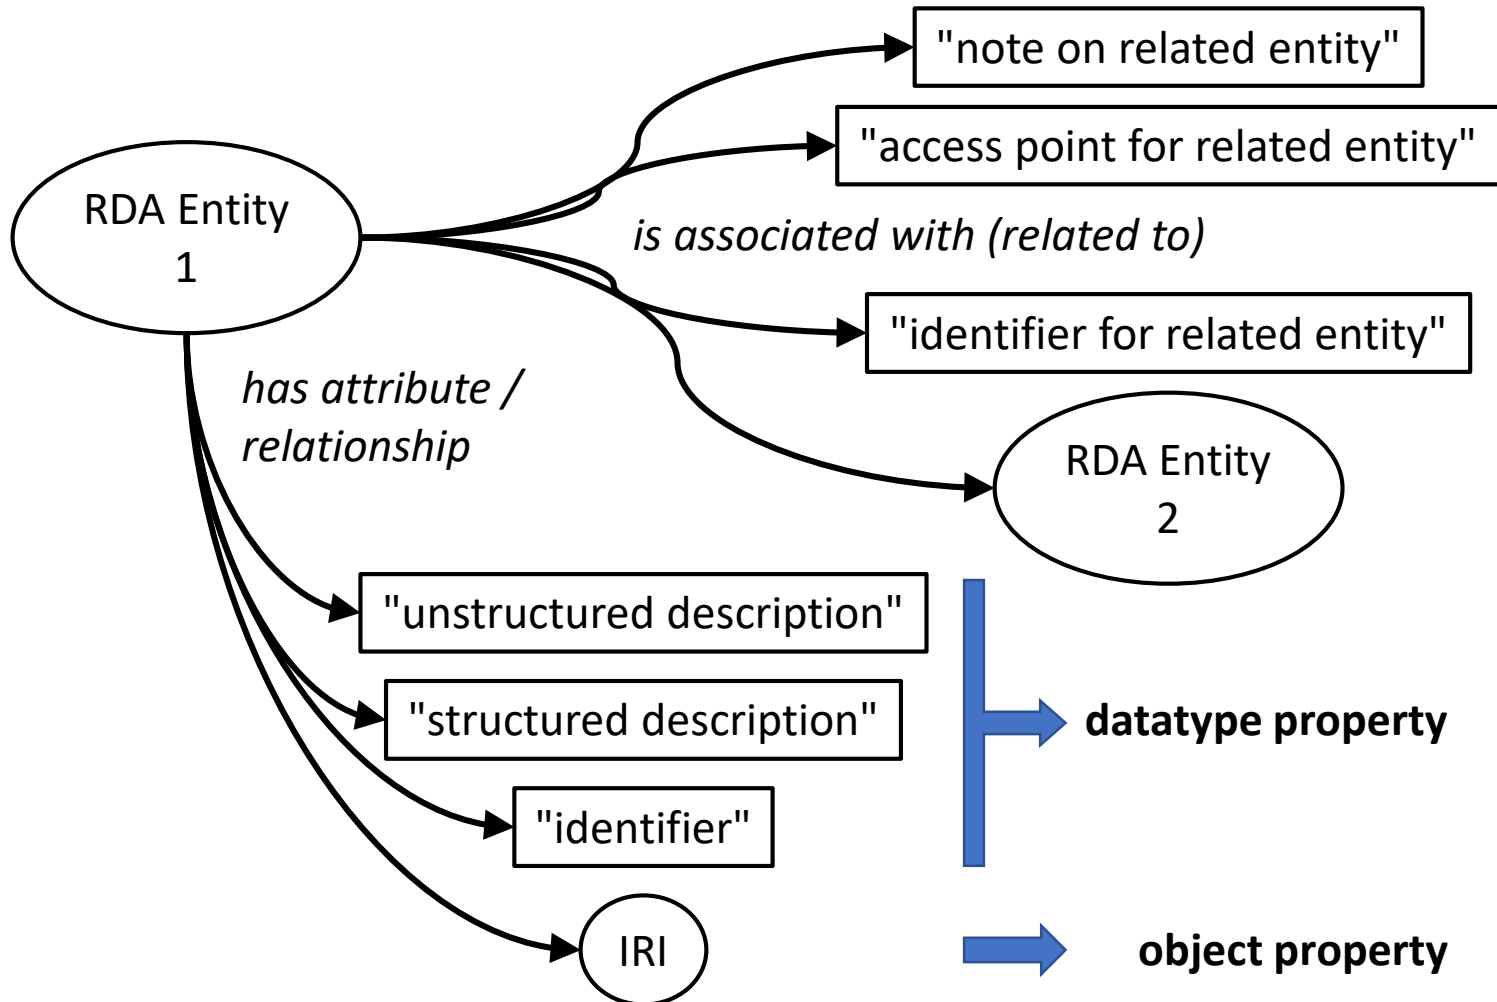 "note on related entity"
"access point for related entity"
RDA Entity
1
is associated with (related to)
"identifier for related entity"
has attribute /
relationship
RDA Entity
2
"unstructured description"
"structured description"
datatype property
"identifier"
IRI
object property